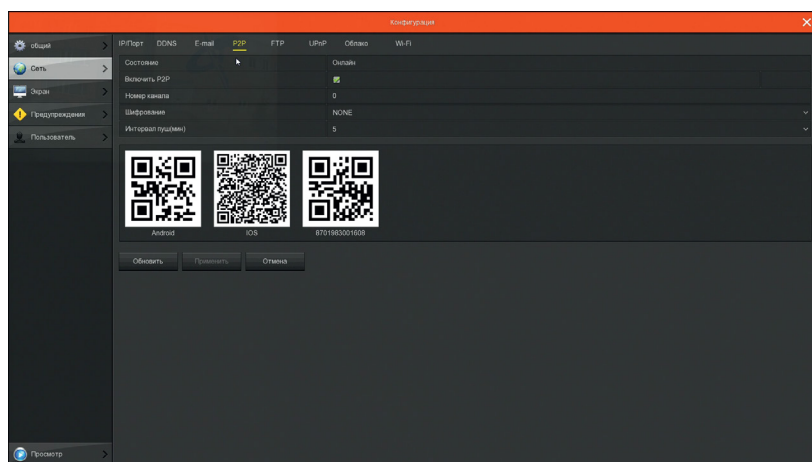 Конфигурация
общий
Сеть
Экран
Предупреждения
Пользователь
Просмотр
IP/Порт DDNS E-mail P2P FTP UPnP Облако Wi-Fi
Состояние Онлайн
Включить P2P
Номер канала 0
Шифрование NONE
Интервал пуш(мин) 5
Android IOS 8701983001608
Обновить Применить Отмена